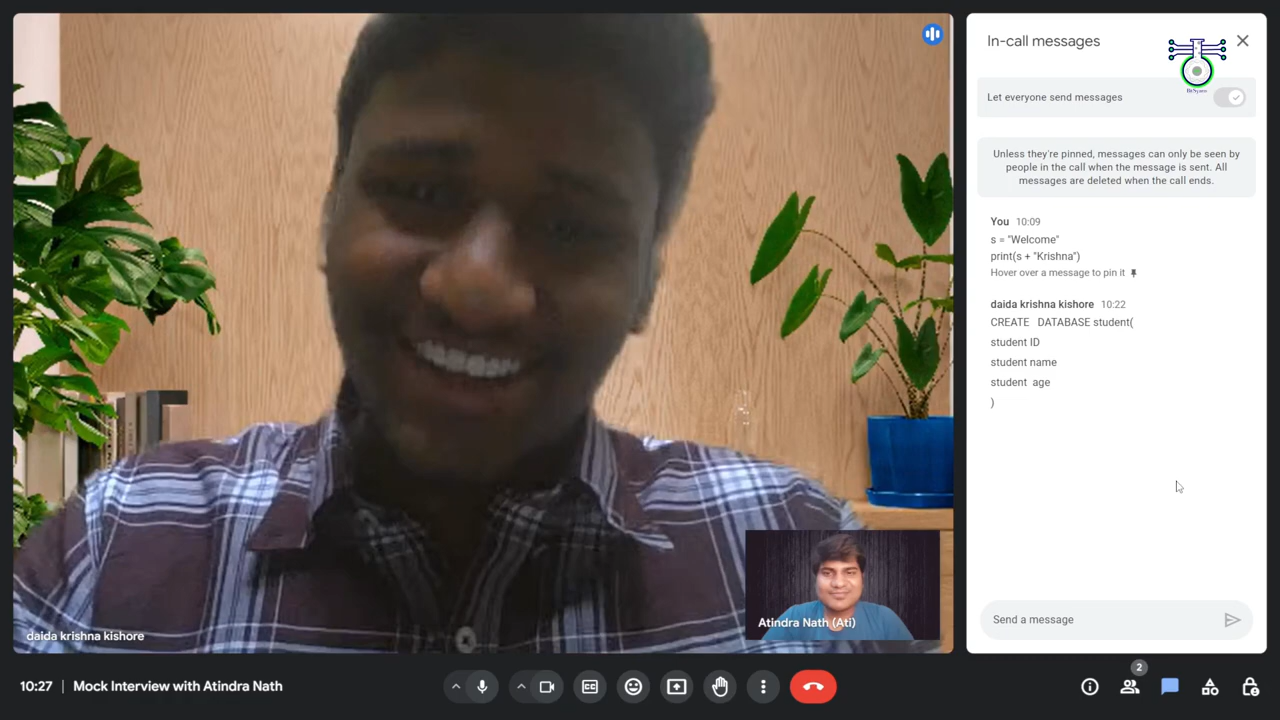 In-call messages
Let everyone send messages
Unless they're pinned, messages can only be seen by
people in the call when the message is sent. All
messages are deleted when the call ends.
You 10:09
s = "Welcome"
print(s + "Krishna")
Hover over a message to pin it
daida krishna kishore 10:22
CREATE DATABASE student(
student ID
student name
student age
)
Send a message
daida krishna kishore
Atindra Nath (Ati)
10:27 | Mock Interview with Atindra Nath
CC
2